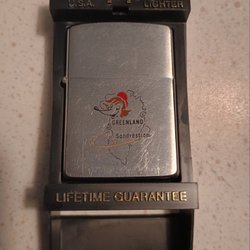 U.S.A. LIGHTER
GREENLAND
Sondrestrom
LIFETIME GUARANTEE